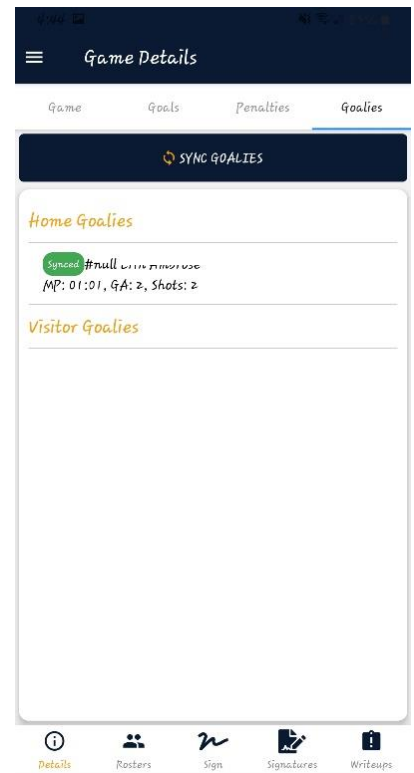 Game Details
Game Goals Penalties Goalies
SYNC GOALIES
Home Goalies
Synced #null
MP: 01:01, GA: 2, Shots: 2
Visitor Goalies
Details Rosters Sign Signatures Writeups